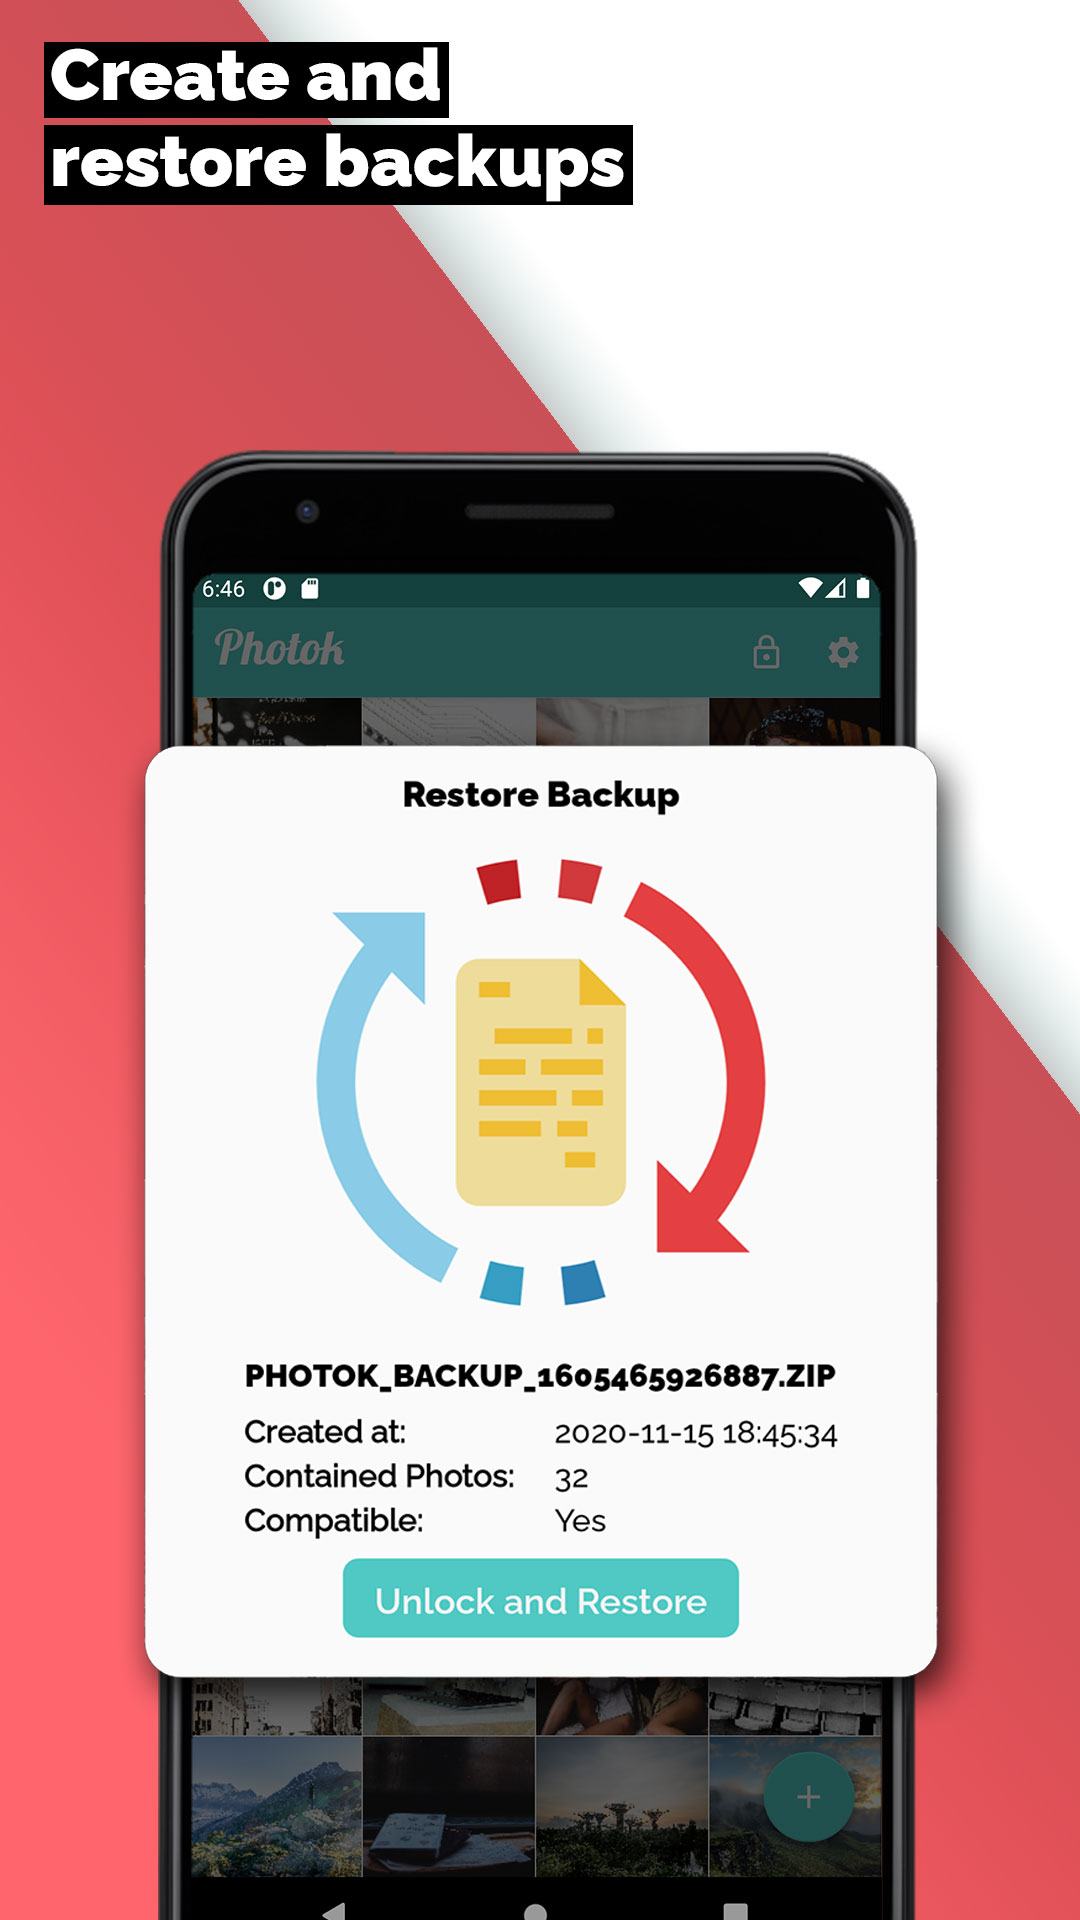 Create and
restore backups
6:46
Photok
Restore Backup
PHOTOK_BACKUP_1605465926887.ZIP
Created at: 2020-11-15 18:45:34
Contained Photos: 32
Compatible: Yes
Unlock and Restore